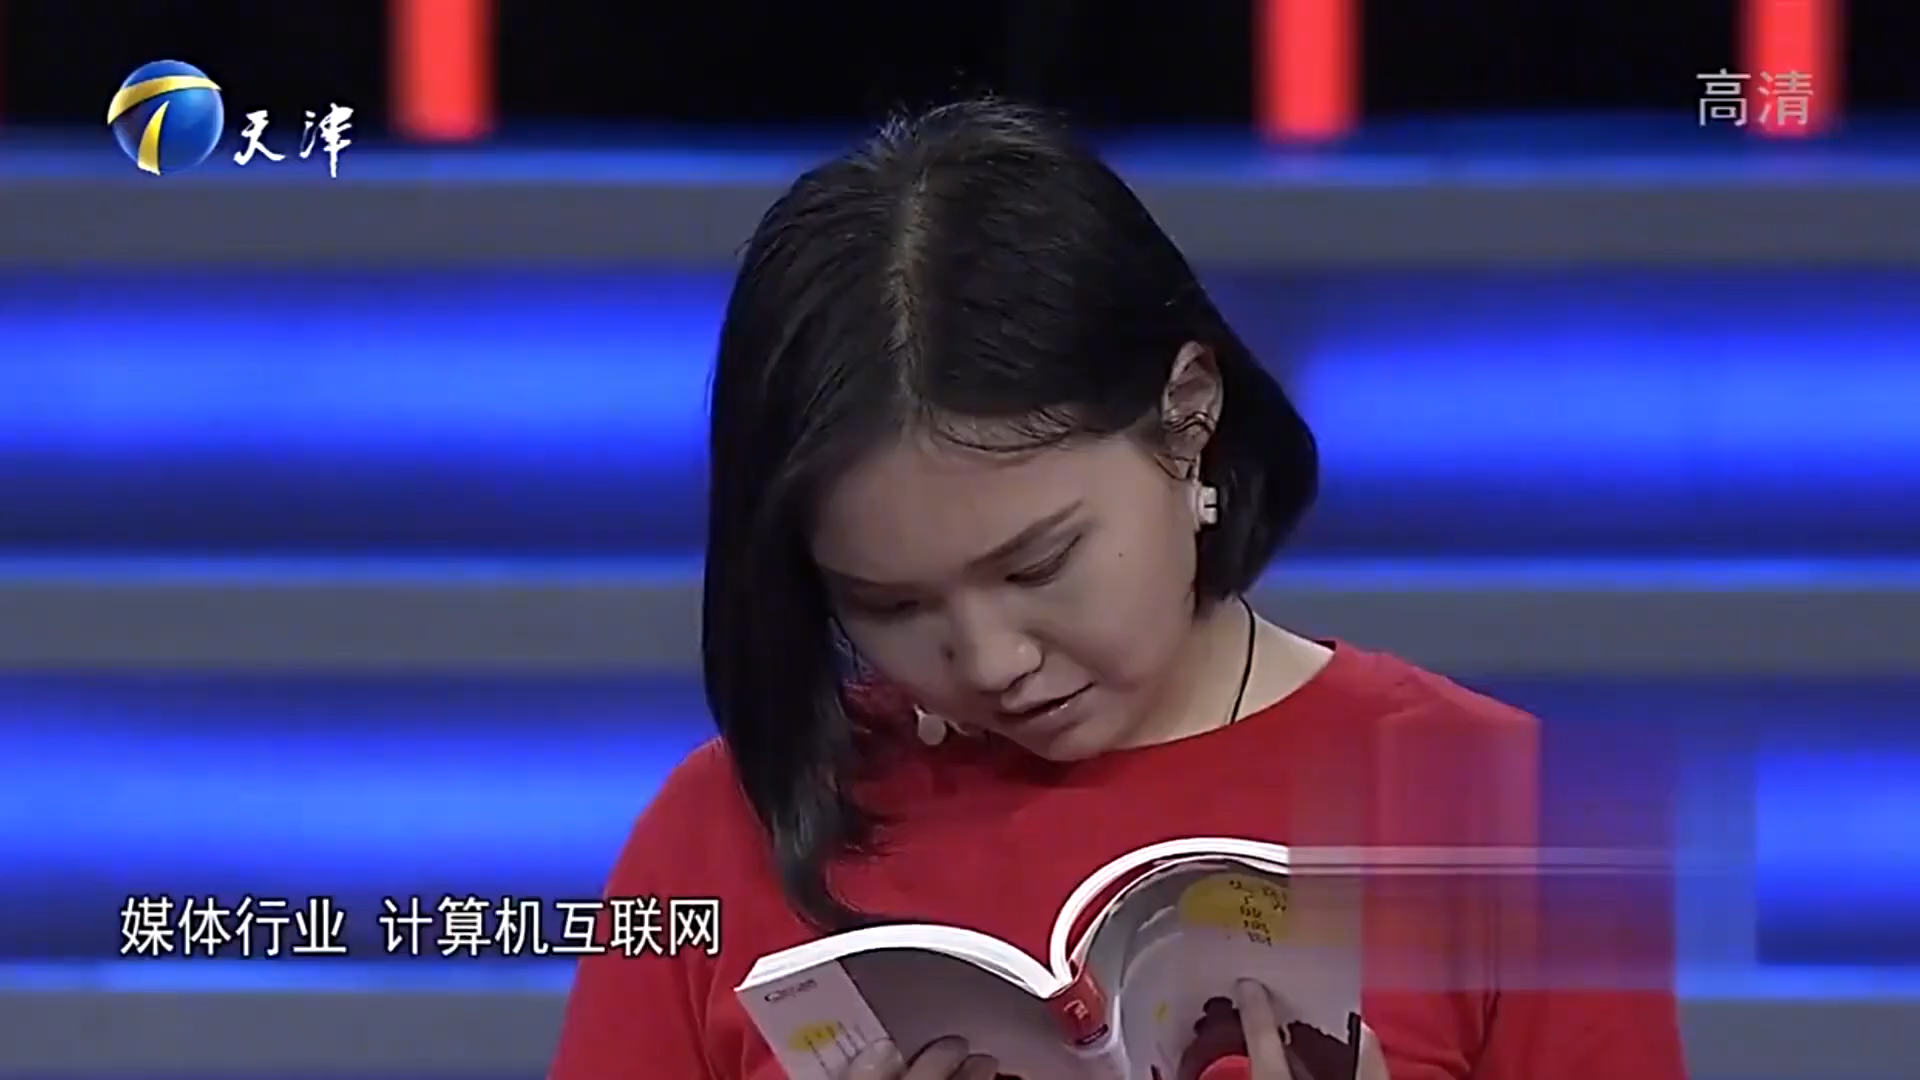 天津
高清
媒体行业 计算机互联网